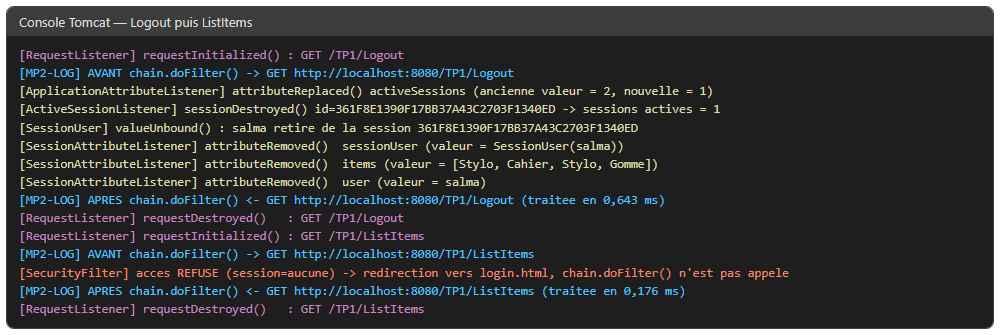 Console Tomcat — Logout puis ListItems
[RequestListener] requestInitialized() : GET /TP1/Logout
[MP2-LOG] AVANT chain.doFilter() -> GET http://localhost:8080/TP1/Logout
[ApplicationAttributeListener] attributeReplaced() activeSessions (ancienne valeur = 2, nouvelle = 1)
[ActiveSessionListener] sessionDestroyed() id=361F8E1390F17BB37A43C2703F1340ED -> sessions actives = 1
[SessionUser] valueUnbound() : salma retire de la session 361F8E1390F17BB37A43C2703F1340ED
[SessionAttributeListener] attributeRemoved()  sessionUser (valeur = SessionUser(salma))
[SessionAttributeListener] attributeRemoved()  items (valeur = [Stylo, Cahier, Stylo, Gomme])
[SessionAttributeListener] attributeRemoved()  user (valeur = salma)
[MP2-LOG] APRES chain.doFilter() <- GET http://localhost:8080/TP1/Logout (traitee en 0,643 ms)
[RequestListener] requestDestroyed()   : GET /TP1/Logout
[RequestListener] requestInitialized() : GET /TP1/ListItems
[MP2-LOG] AVANT chain.doFilter() -> GET http://localhost:8080/TP1/ListItems
[SecurityFilter] acces REFUSE (session=aucune) -> redirection vers login.html, chain.doFilter() n'est pas appele
[MP2-LOG] APRES chain.doFilter() <- GET http://localhost:8080/TP1/ListItems (traitee en 0,176 ms)
[RequestListener] requestDestroyed()   : GET /TP1/ListItems